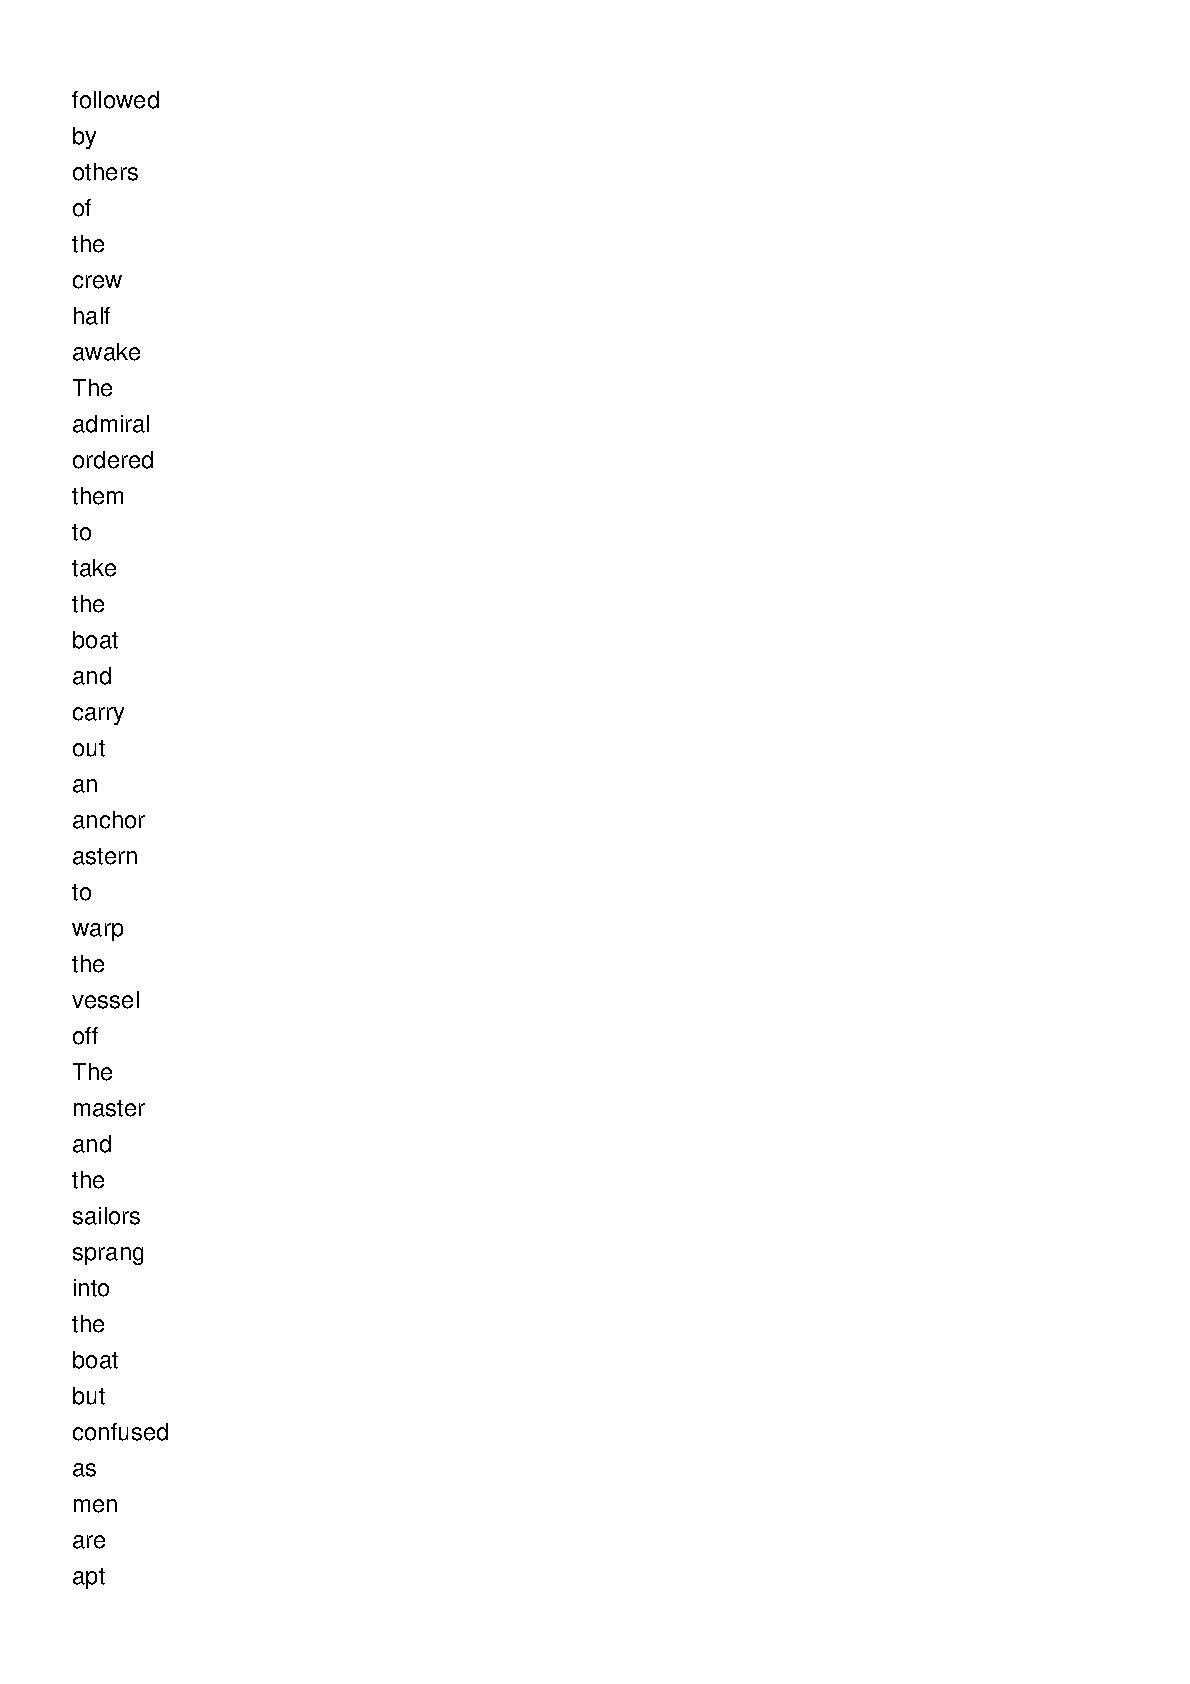 followed
by
others
of
the
crew
half
awake
The
admiral
ordered
them
to
take
the
boat
and
carry
out
an
anchor
astern
to
warp
the
vessel
off
The
master
and
the
sailors
sprang
into
the
boat
but
confused
as
men
are
apt